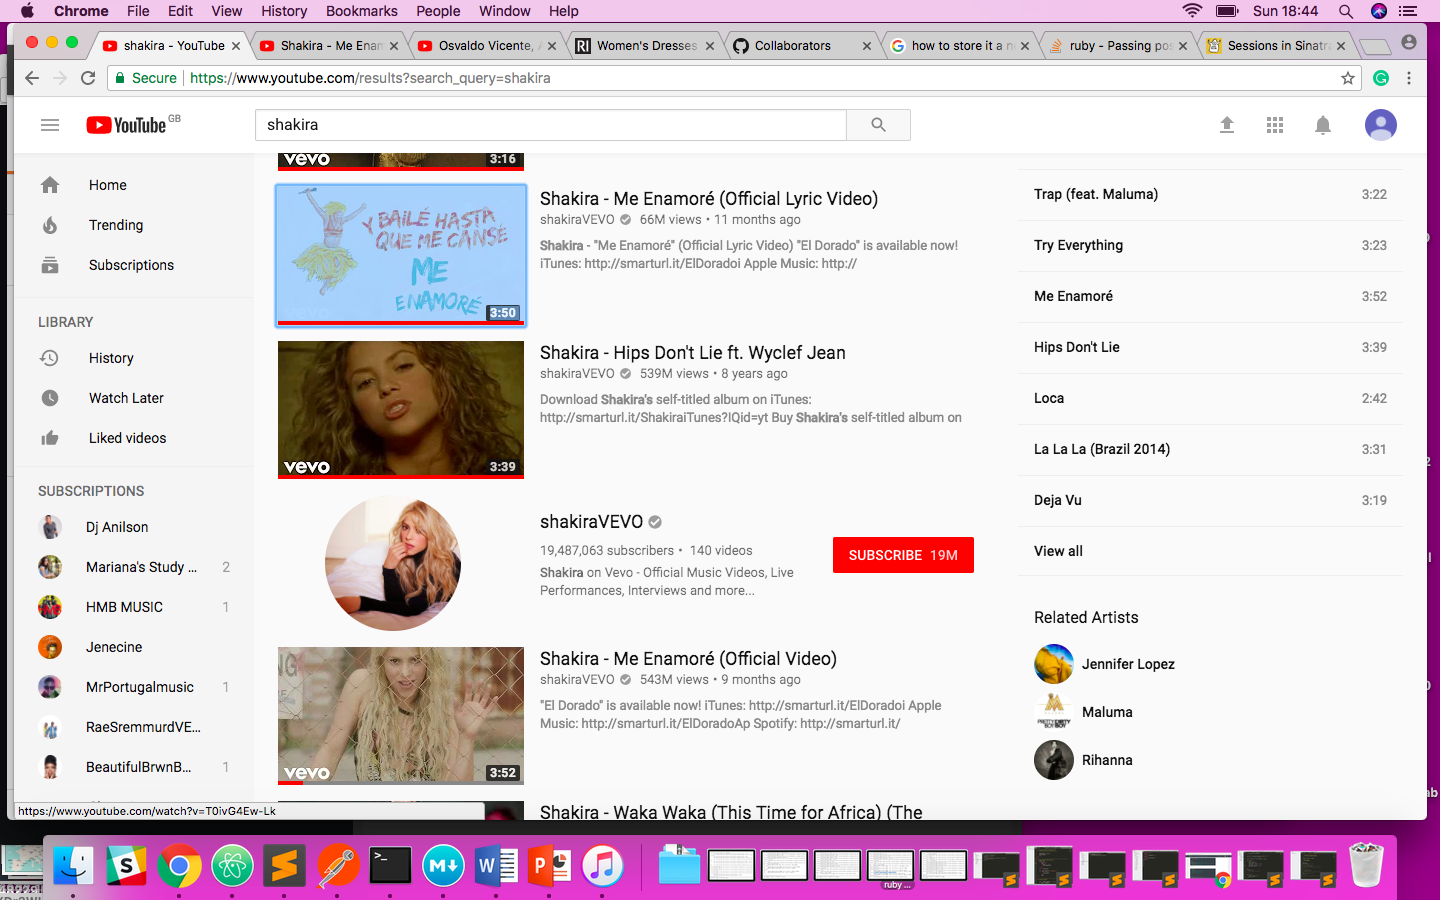 Chrome File Edit View History Bookmarks People Window Help Sun 18:44
shakira - YouTube
Shakira - Me Enam
Osvaldo Vicente,
Women's Dresses
Collaborators
how to store it a n
ruby - Passing po
Sessions in Sinatr
Secure https://www.youtube.com/results?search_query=shakira
YouTube GB
shakira
Home
Trending
Subscriptions
LIBRARY
History
Watch Later
Liked videos
SUBSCRIPTIONS
Dj Anilson
Mariana's Study ... 2
HMB MUSIC 1
Jenecine
MrPortugalmusic 1
RaeSremmurdVE...
BeautifulBrwnB... 1
https://www.youtube.com/watch?v=T0ivG4Ew-Lk
vevo 3:16
Y BAILÉ HASTA
QUE ME CANSÉ
ME
ENAMORÉ
vevo 3:50
Shakira - Me Enamoré (Official Lyric Video)
shakiraVEVO 66M views • 11 months ago
Shakira - "Me Enamoré" (Official Lyric Video) "El Dorado" is available now!
iTunes: http://smarturl.it/ElDoradoi Apple Music: http://
vevo 3:39
Shakira - Hips Don't Lie ft. Wyclef Jean
shakiraVEVO 539M views • 8 years ago
Download Shakira's self-titled album on iTunes:
http://smarturl.it/ShakiraiTunes?IQid=yt Buy Shakira's self-titled album on
shakiraVEVO
19,487,063 subscribers • 140 videos
Shakira on Vevo - Official Music Videos, Live
Performances, Interviews and more...
SUBSCRIBE 19M
vevo 3:52
Shakira - Me Enamoré (Official Video)
shakiraVEVO 543M views • 9 months ago
"El Dorado" is available now! iTunes: http://smarturl.it/ElDoradoi Apple
Music: http://smarturl.it/ElDoradoAp Spotify: http://smarturl.it/
Shakira - Waka Waka (This Time for Africa) (The
Trap (feat. Maluma) 3:22
Try Everything 3:23
Me Enamoré 3:52
Hips Don't Lie 3:39
Loca 2:42
La La La (Brazil 2014) 3:31
Deja Vu 3:19
View all
Related Artists
Jennifer Lopez
Maluma
Rihanna
ruby ...